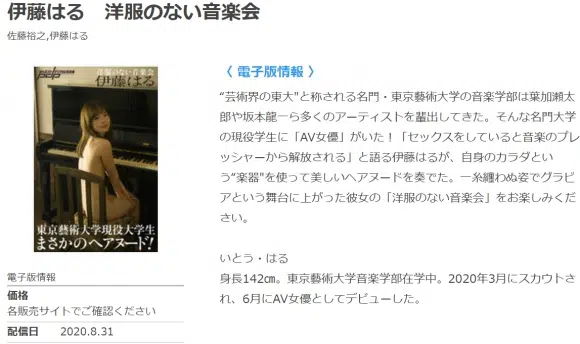 伊藤はる　洋服のない音楽会
佐藤裕之,伊藤はる
洋服のない音楽会
伊藤はる
東京藝術大学現役大学生
まさかのヘアヌード!
電子版情報
価格
各販売サイトでご確認ください
配信日　2020.8.31
〈 電子版情報 〉
“芸術界の東大"と称される名門・東京藝術大学の音楽学部は葉加瀬太
郎や坂本龍一ら多くのアーティストを輩出してきた。そんな名門大学
の現役学生に「AV女優」がいた！「セックスをしていると音楽のプレ
ッシャーから解放される」と語る伊藤はるが、自身のカラダとい
う“楽器"を使って美しいヘアヌードを奏でた。一糸纏わぬ姿でグラビ
アという舞台に上がった彼女の「洋服のない音楽会」をお楽しみくだ
さい。
いとう・はる
身長142㎝。東京藝術大学音楽学部在学中。2020年3月にスカウトさ
れ、6月にAV女優としてデビューした。